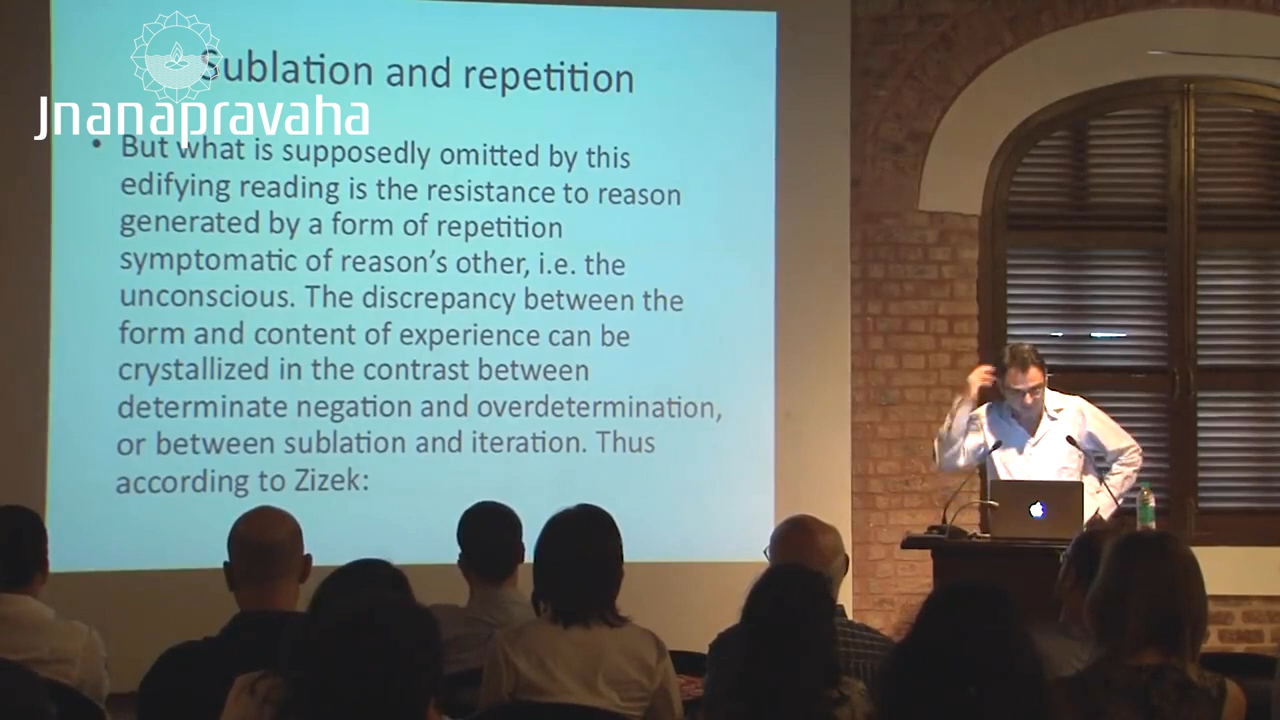 Sublation and repetition
Jnanapravaha
• But what is supposedly omitted by this
edifying reading is the resistance to reason
generated by a form of repetition
symptomatic of reason's other, i.e. the
unconscious. The discrepancy between the
form and content of experience can be
crystallized in the contrast between
determinate negation and overdetermination,
or between sublation and iteration. Thus
according to Zizek: